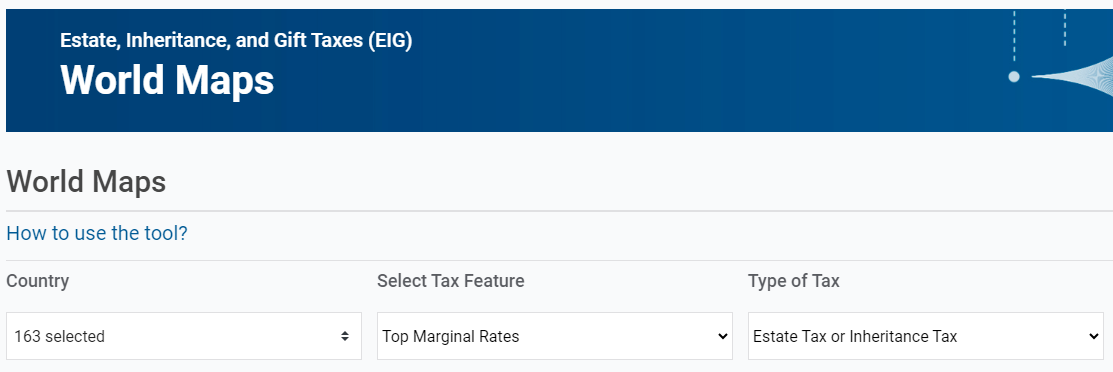 Estate, Inheritance, and Gift Taxes (EIG)
World Maps
World Maps
How to use the tool?
Country
Select Tax Feature
Type of Tax
163 selected
Top Marginal Rates
Estate Tax or Inheritance Tax